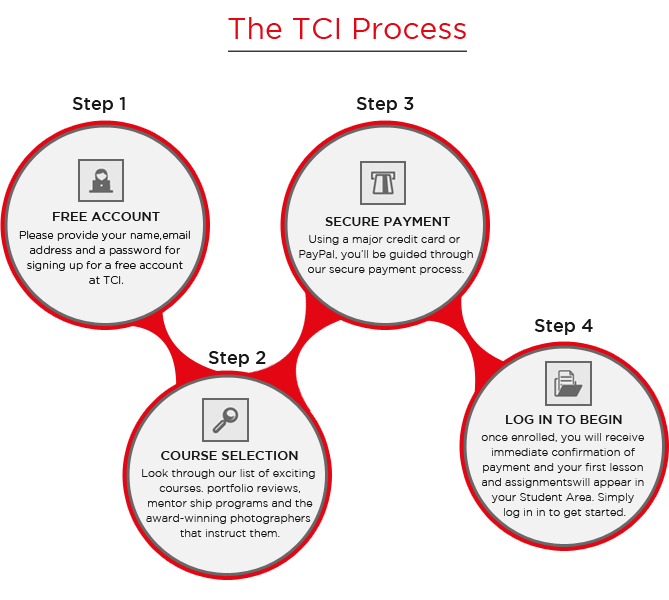 The TCI Process
Step 1
FREE ACCOUNT
Please provide your name,email
address and a password for
signing up for a free account
at TCI.
Step 2
COURSE SELECTION
Look through our list of exciting
courses. portfolio reviews,
mentor ship programs and the
award-winning photographers
that instruct them.
Step 3
SECURE PAYMENT
Using a major credit card or
PayPal, you'll be guided through
our secure payment process.
Step 4
LOG IN TO BEGIN
once enrolled, you will receive
immediate confirmation of
payment and your first lesson
and assignmentswill appear in
your Student Area. Simply
log in in to get started.